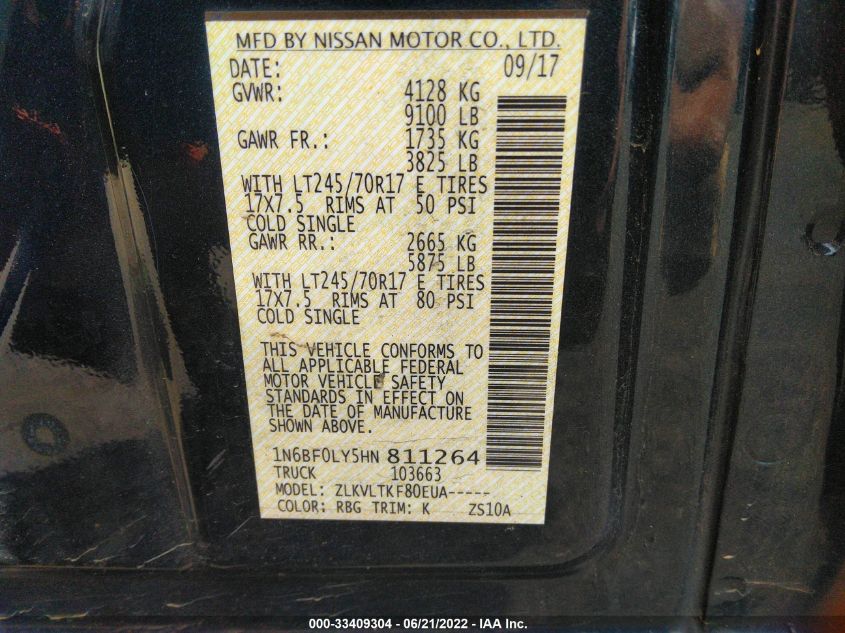 MFD BY NISSAN MOTOR CO., LTD.
DATE: 09/17
GVWR: 4128 KG
9100 LB
GAWR FR.: 1735 KG
3825 LB
WITH LT245/70R17 E TIRES
17X7.5 RIMS AT 50 PSI
COLD SINGLE
GAWR RR.: 2665 KG
5875 LB
WITH LT245/70R17 E TIRES
17X7.5 RIMS AT 80 PSI
COLD SINGLE
THIS VEHICLE CONFORMS TO
ALL APPLICABLE FEDERAL
MOTOR VEHICLE SAFETY
STANDARDS IN EFFECT ON
THE DATE OF MANUFACTURE
SHOWN ABOVE.
1N6BF0LY5HN 811264
TRUCK 103663
MODEL: ZLKVLTKF80EUA-----
COLOR: RBG TRIM: K ZS10A
000-33409304 - 06/21/2022 - IAA Inc.